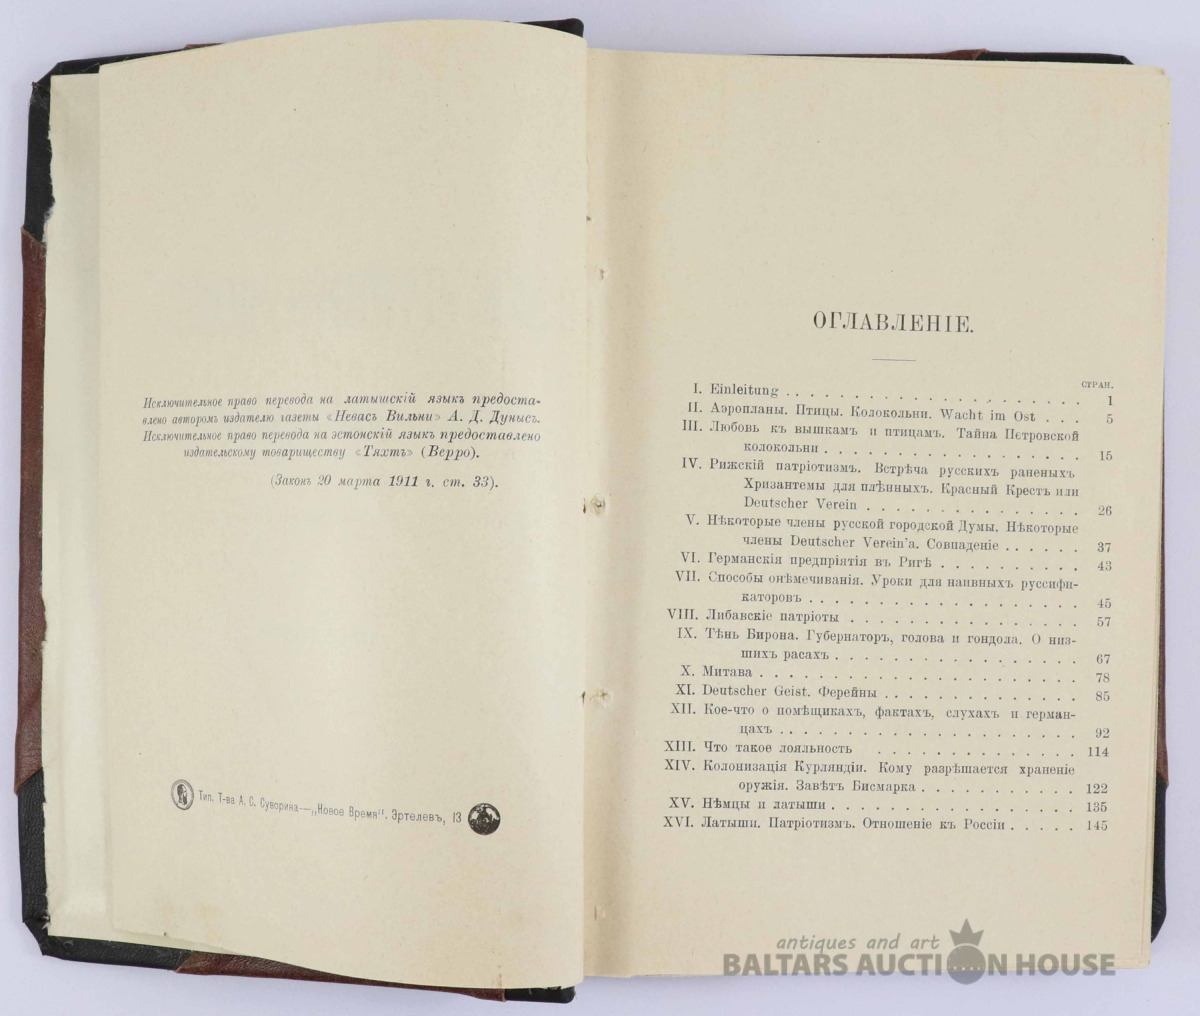 Исключительное право перевода на латышскій языкъ предоста-
влено авторомъ издателю газеты «Невасъ Вильни» А. Д. Дунысъ.
Исключительное право перевода на эстонскій языкъ предоставлено
издательскому товариществу «Тяхтъ» (Верро).
(Законъ 20 марта 1911 г. ст. 33).
Тип. Т-ва А. С. Суворина—„Новое Время“. Эртелевъ, 13
ОГЛАВЛЕНІЕ.
СТРАН.
I. Einleitung . . . . . . . . . . . . . . . . 1
II. Аэропланы. Птицы. Колокольни. Wacht im Ost . . . 5
III. Любовь къ вышкамъ и птицамъ. Тайна Петровской
колокольни . . . . . . . . . . . . . . . . 15
IV. Рижскій патріотизмъ. Встрѣча русскихъ раненыхъ
Хризантемы для плѣнныхъ. Красный Крестъ или
Deutscher Verein . . . . . . . . . . . . . . 26
V. Нѣкоторые члены русской городской Думы. Нѣкоторые
члены Deutscher Verein'а. Совпаденіе . . . . . . 37
VI. Германскія предпріятія въ Ригѣ . . . . . . . . . . 43
VII. Способы онѣмечиванія. Уроки для наивныхъ руссифи-
каторовъ . . . . . . . . . . . . . . . . . 45
VIII. Либавскіе патріоты . . . . . . . . . . . . . . 57
IX. Тѣнь Бирона. Губернаторъ, голова и гондола. О низ-
шихъ расахъ . . . . . . . . . . . . . . . 67
X. Митава . . . . . . . . . . . . . . . . . . 78
XI. Deutscher Geist. Ферейны . . . . . . . . . . . . 85
XII. Кое-что о помѣщикахъ, фактахъ, слухахъ и герман-
цахъ . . . . . . . . . . . . . . . . . . 92
XIII. Что такое лояльность . . . . . . . . . . . . . 114
XIV. Колонизація Курляндіи. Кому разрѣшается храненіе
оружія. Завѣтъ Бисмарка . . . . . . . . . . 122
XV. Нѣмцы и латыши . . . . . . . . . . . . . . . 135
XVI. Латыши. Патріотизмъ. Отношеніе къ Россіи . . . . . 145
antiques and art
BALTARS AUCTION HOUSE